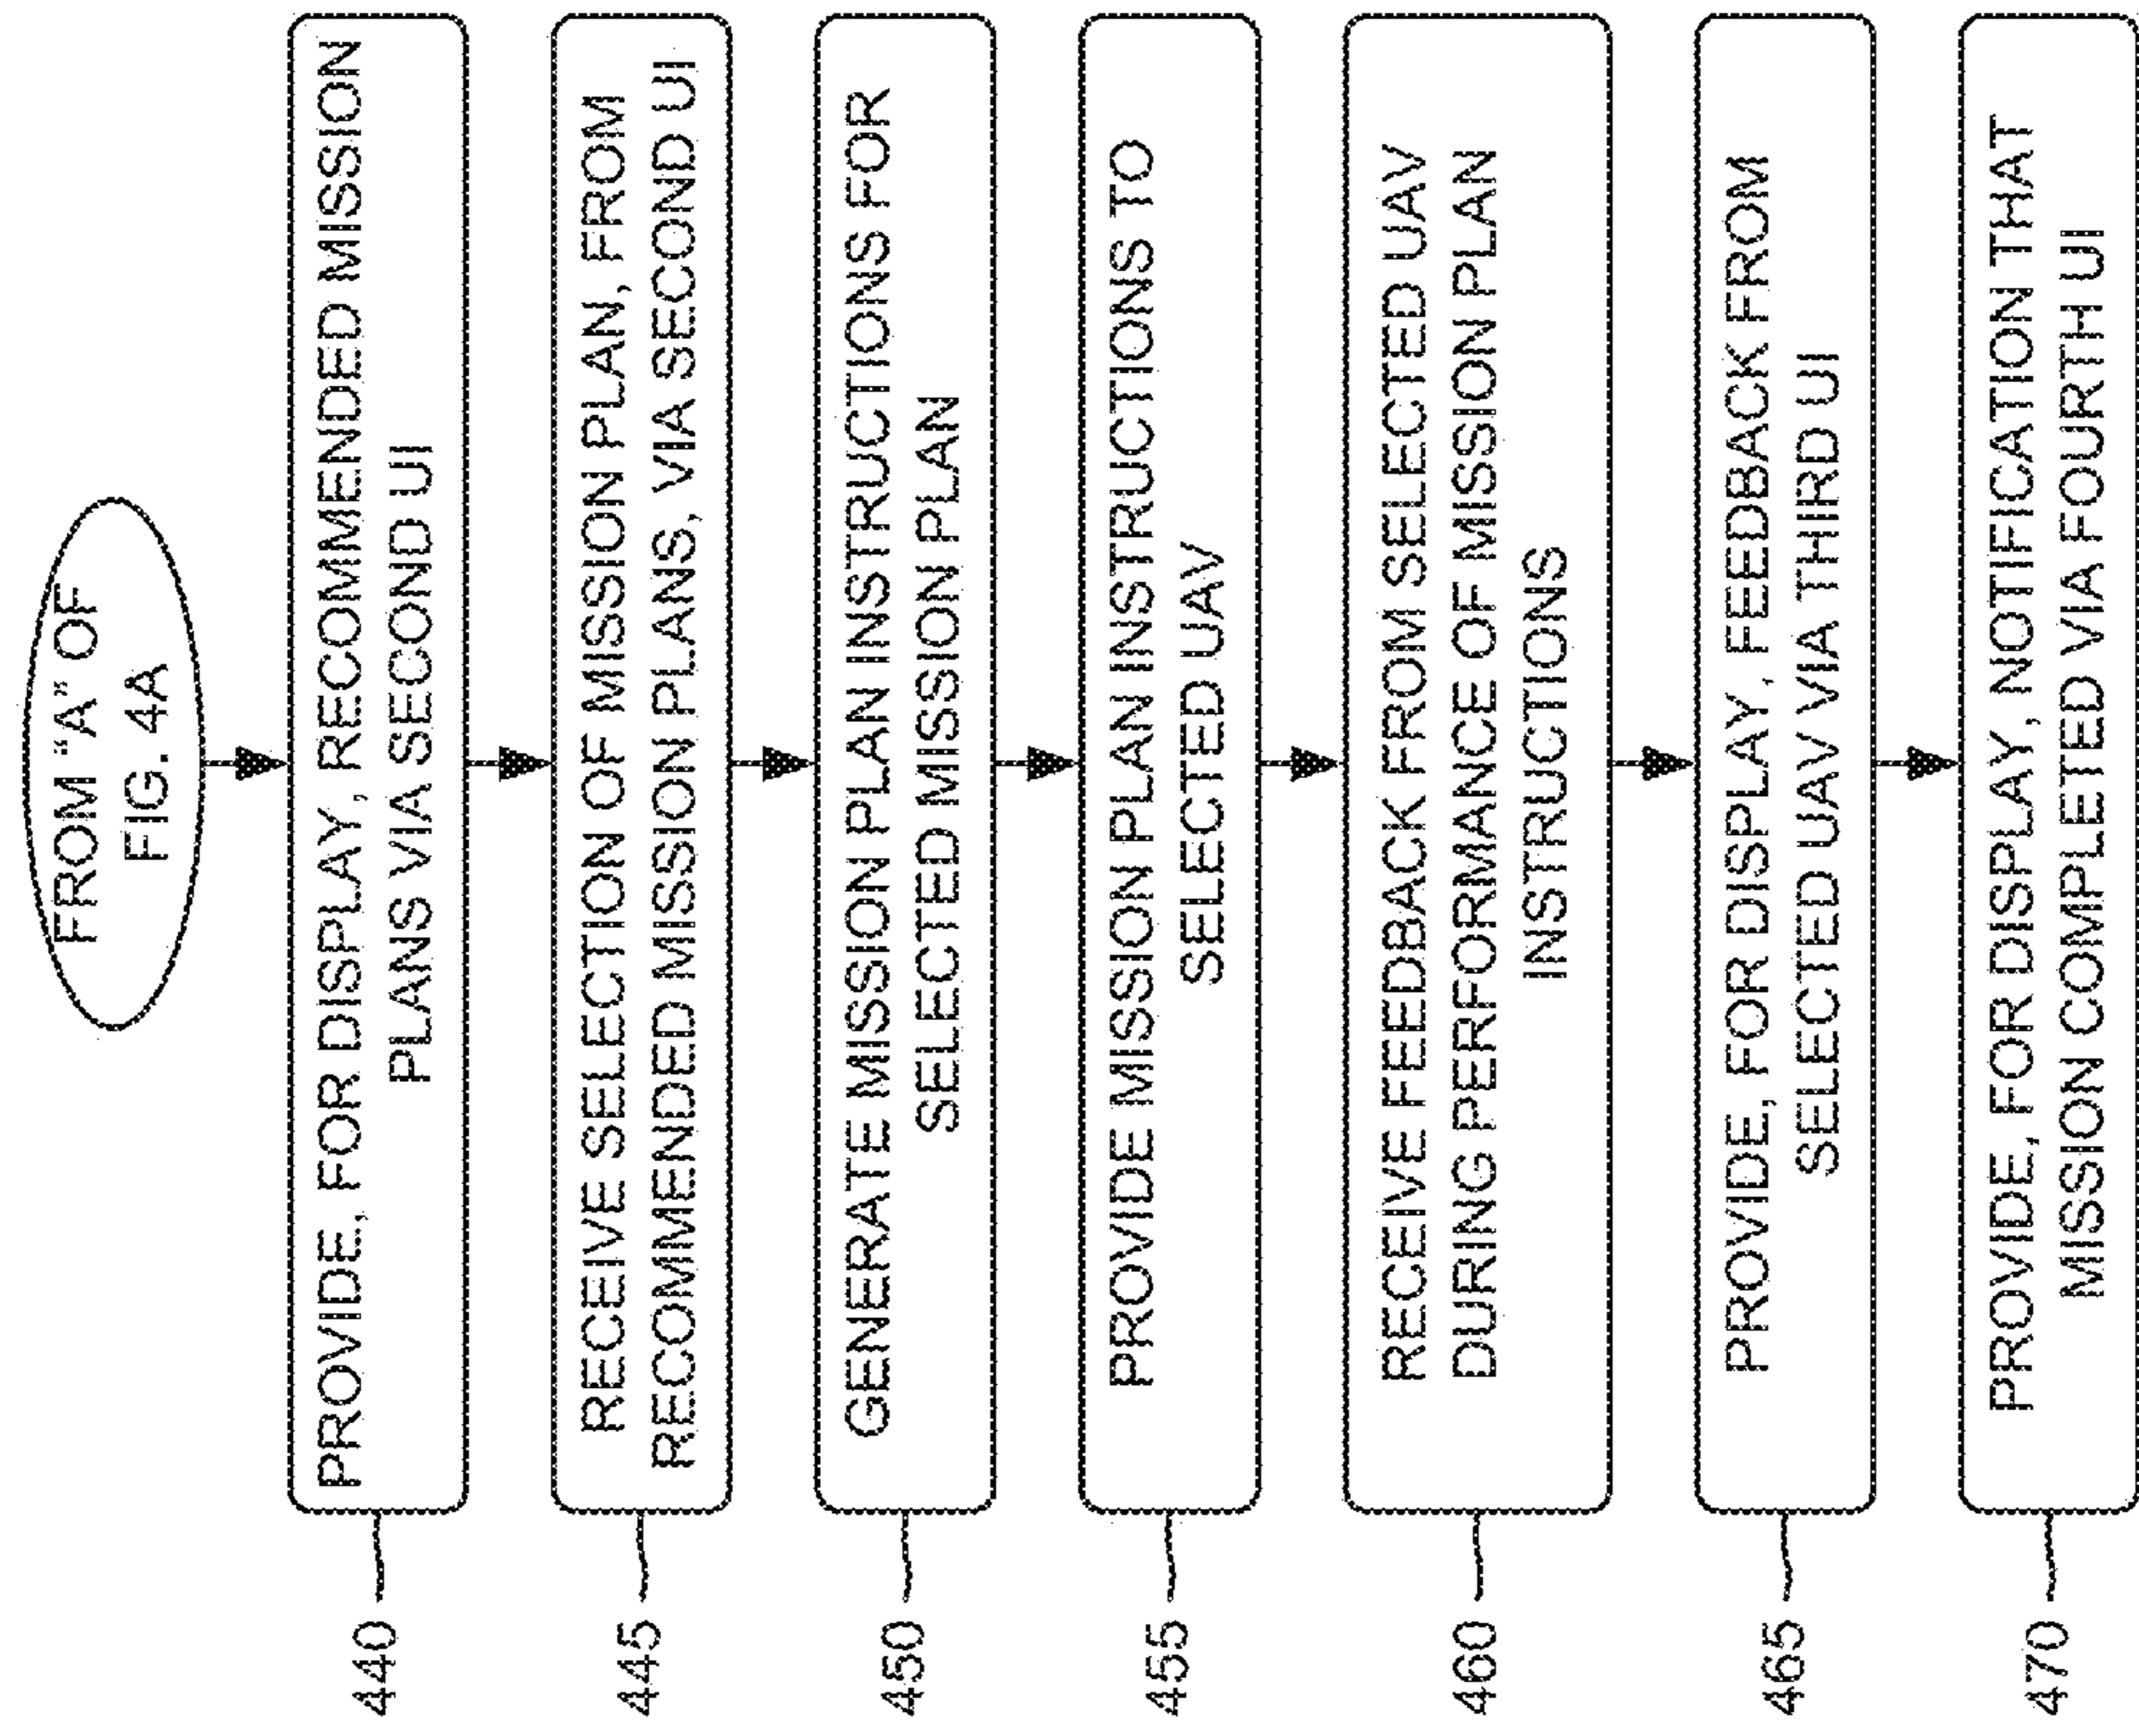 FROM "A" OF
FIG. 4A
440
PROVIDE, FOR DISPLAY, RECOMMENDED MISSION
PLANS VIA SECOND UI
445
RECEIVE SELECTION OF MISSION PLAN, FROM
RECOMMENDED MISSION PLANS, VIA SECOND UI
450
GENERATE MISSION PLAN INSTRUCTIONS FOR
SELECTED MISSION PLAN
455
PROVIDE MISSION PLAN INSTRUCTIONS TO
SELECTED UAV
460
RECEIVE FEEDBACK FROM SELECTED UAV
DURING PERFORMANCE OF MISSION PLAN
INSTRUCTIONS
465
PROVIDE, FOR DISPLAY, FEEDBACK FROM
SELECTED UAV VIA THIRD UI
470
PROVIDE, FOR DISPLAY, NOTIFICATION THAT
MISSION COMPLETED VIA FOURTH UI